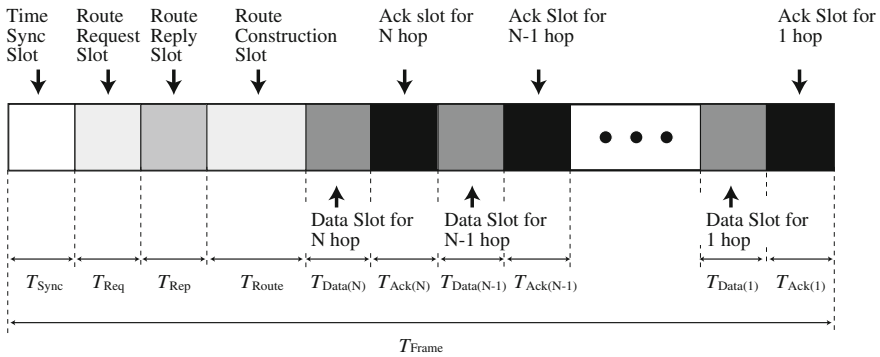 Time
Sync
Slot
Route
Request
Slot
Route
Reply
Slot
Route
Construction
Slot
Ack slot for
N hop
Ack Slot for
N-1 hop
Ack Slot for
1 hop
Data Slot for
N hop
Data Slot for
N-1 hop
Data Slot for
1 hop
TSync
TReq
TRep
TRoute
TData(N)
TAck(N)
TData(N-1)
TAck(N-1)
TData(1)
TAck(1)
TFrame